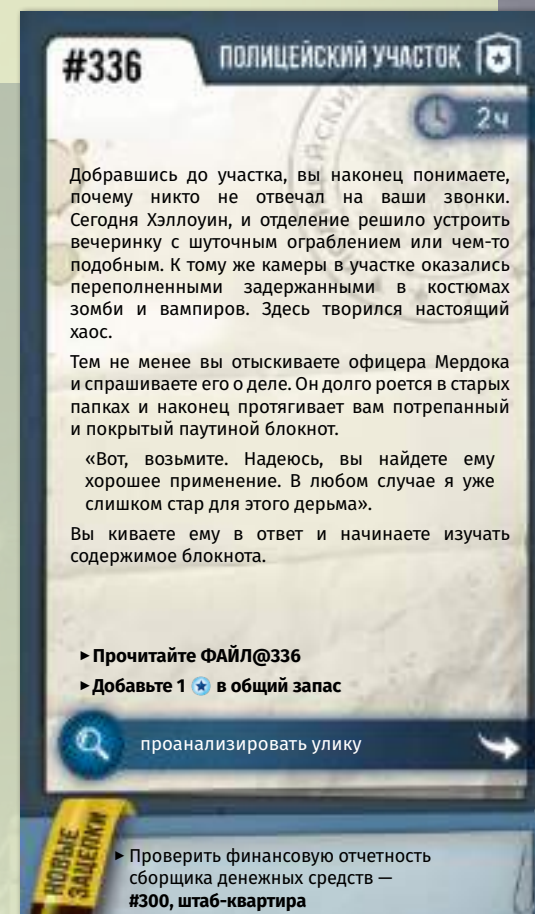 #336
ПОЛИЦЕЙСКИЙ УЧАСТОК
2ч
Добравшись до участка, вы наконец понимаете,
почему никто не отвечал на ваши звонки.
Сегодня Хэллоуин, и отделение решило устроить
вечеринку с шуточным ограблением или чем-то
подобным. К тому же камеры в участке оказались
переполненными задержанными в костюмах
зомби и вампиров. Здесь творился настоящий
хаос.
Тем не менее вы отыскиваете офицера Мердока
и спрашиваете его о деле. Он долго роется в старых
папках и наконец протягивает вам потрепанный
и покрытый паутиной блокнот.
«Вот, возьмите. Надеюсь, вы найдете ему
хорошее применение. В любом случае я уже
слишком стар для этого дерьма».
Вы киваете ему в ответ и начинаете изучать
содержимое блокнота.
▸ Прочитайте ФАЙЛ@336
▸ Добавьте 1 ★ в общий запас
проанализировать улику
НОВЫЕ
ЗАЦЕПКИ
▸ Проверить финансовую отчетность
сборщика денежных средств —
#300, штаб-квартира